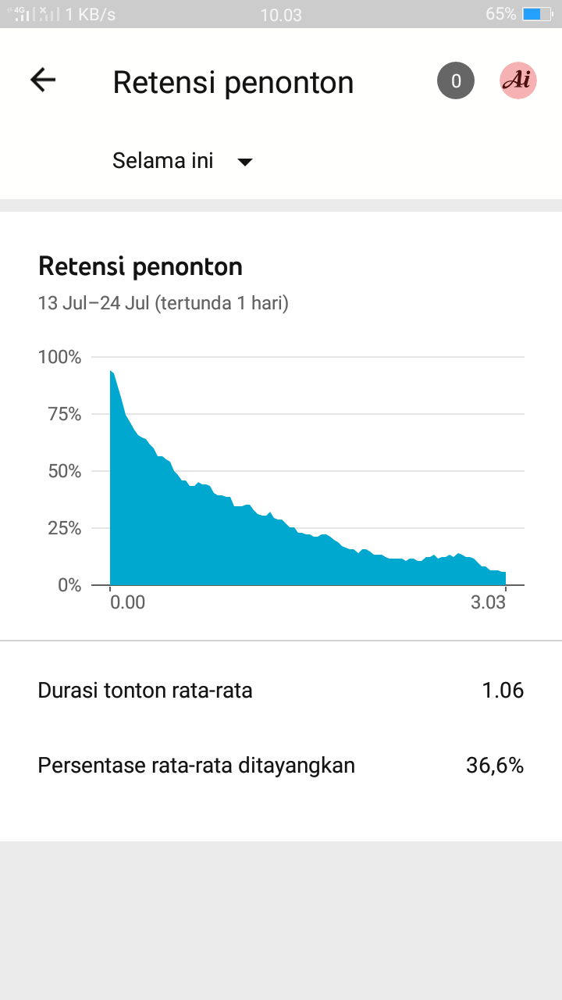 4G 1 KB/s 10.03 65%
Retensi penonton 0 Ai
Selama ini
Retensi penonton
13 Jul–24 Jul (tertunda 1 hari)
100%
75%
50%
25%
0%
0.00 3.03
Durasi tonton rata-rata 1.06
Persentase rata-rata ditayangkan 36,6%